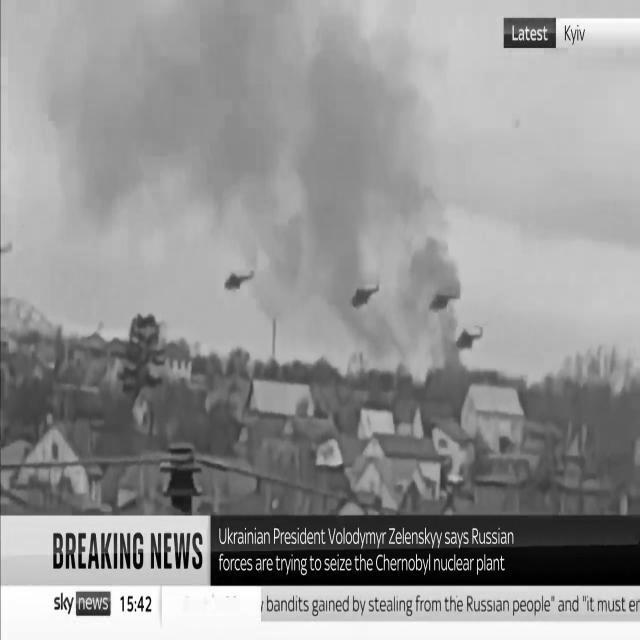 Latest Kyiv
BREAKING NEWS
Ukrainian President Volodymyr Zelenskyy says Russian
forces are trying to seize the Chernobyl nuclear plant
sky news 15:42
bandits gained by stealing from the Russian people" and "it must